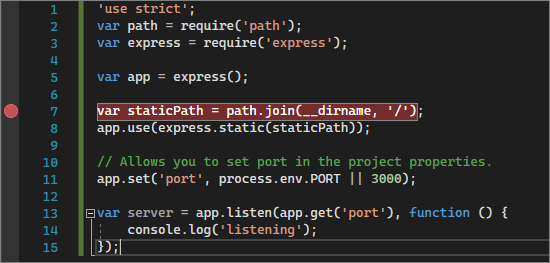 1 'use strict';
2 var path = require('path');
3 var express = require('express');
4
5 var app = express();
6
7 var staticPath = path.join(__dirname, '/');
8 app.use(express.static(staticPath));
9
10 // Allows you to set port in the project properties.
11 app.set('port', process.env.PORT || 3000);
12
13 var server = app.listen(app.get('port'), function () {
14     console.log('listening');
15 });